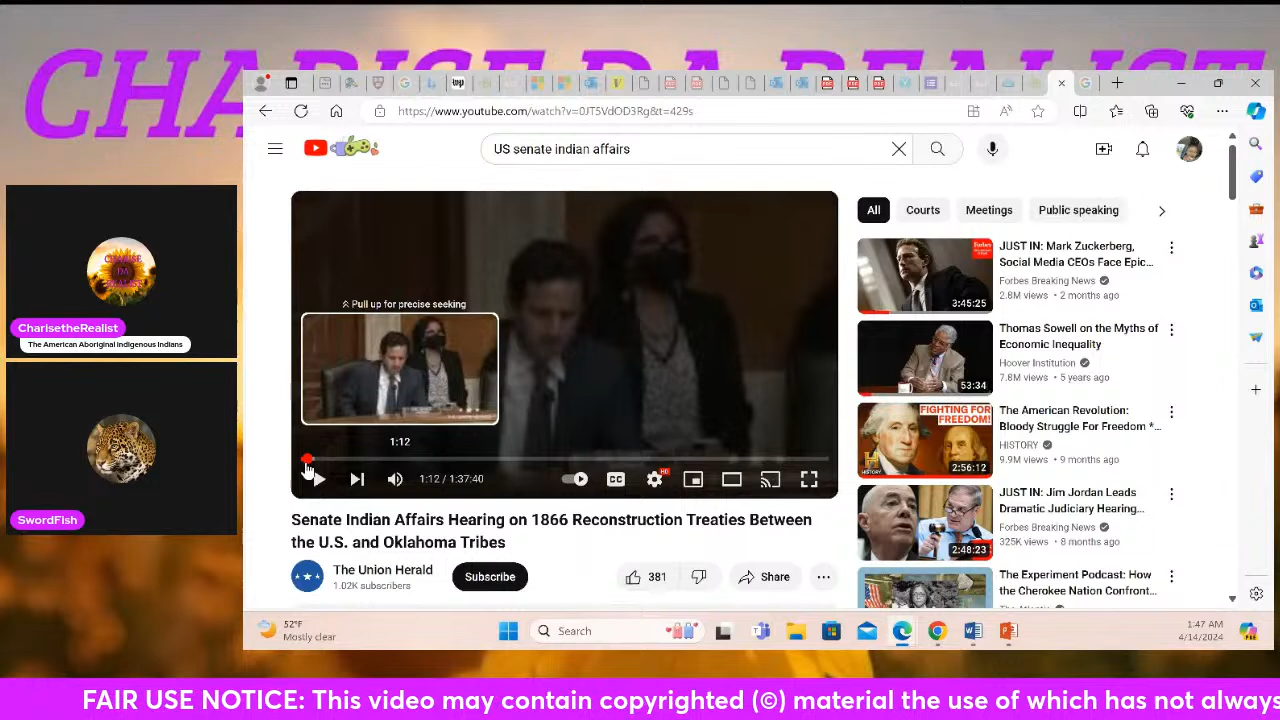 CHARISE DA REALIST
https://www.youtube.com/watch?v=0JT5VdOD3Rg&t=429s
US senate indian affairs
All
Courts
Meetings
Public speaking
CHARISE
DA
REALIST
CharisetheRealist
The American Aboriginal Indigenous Indians
SwordFIsh
Pull up for precise seeking
1:12
1:12 / 1:37:40
CC
HD
Senate Indian Affairs Hearing on 1866 Reconstruction Treaties Between
the U.S. and Oklahoma Tribes
The Union Herald
1.02K subscribers
Subscribe
381
Share
Forbes
3:45:25
JUST IN: Mark Zuckerberg,
Social Media CEOs Face Epic...
Forbes Breaking News
2.8M views • 2 months ago
53:34
Thomas Sowell on the Myths of
Economic Inequality
Hoover Institution
7.8M views • 5 years ago
FIGHTING FOR
FREEDOM!
HISTORY
2:56:12
The American Revolution:
Bloody Struggle For Freedom *...
HISTORY
9.9M views • 9 months ago
2:48:23
JUST IN: Jim Jordan Leads
Dramatic Judiciary Hearing...
Forbes Breaking News
325K views • 8 months ago
The Experiment Podcast: How
the Cherokee Nation Confront...
52°F
Mostly clear
Search
1:47 AM
4/14/2024
FAIR USE NOTICE: This video may contain copyrighted (©) material the use of which has not always